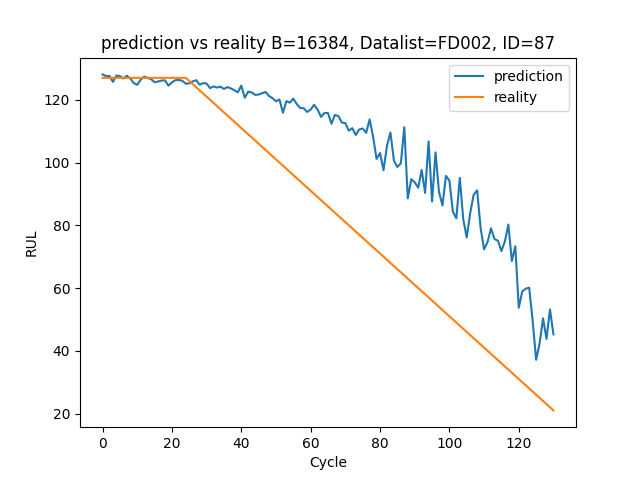 prediction vs reality B=16384, Datalist=FD002, ID=87
prediction
reality
RUL
120
100
80
60
40
20
0 20 40 60 80 100 120
Cycle